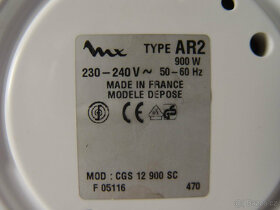 mx TYPE AR2
900 W
230-240 V ~ 50-60 Hz
MADE IN FRANCE
MODELE DEPOSE
MOD : CGS 12 900 SC
F 05116 470